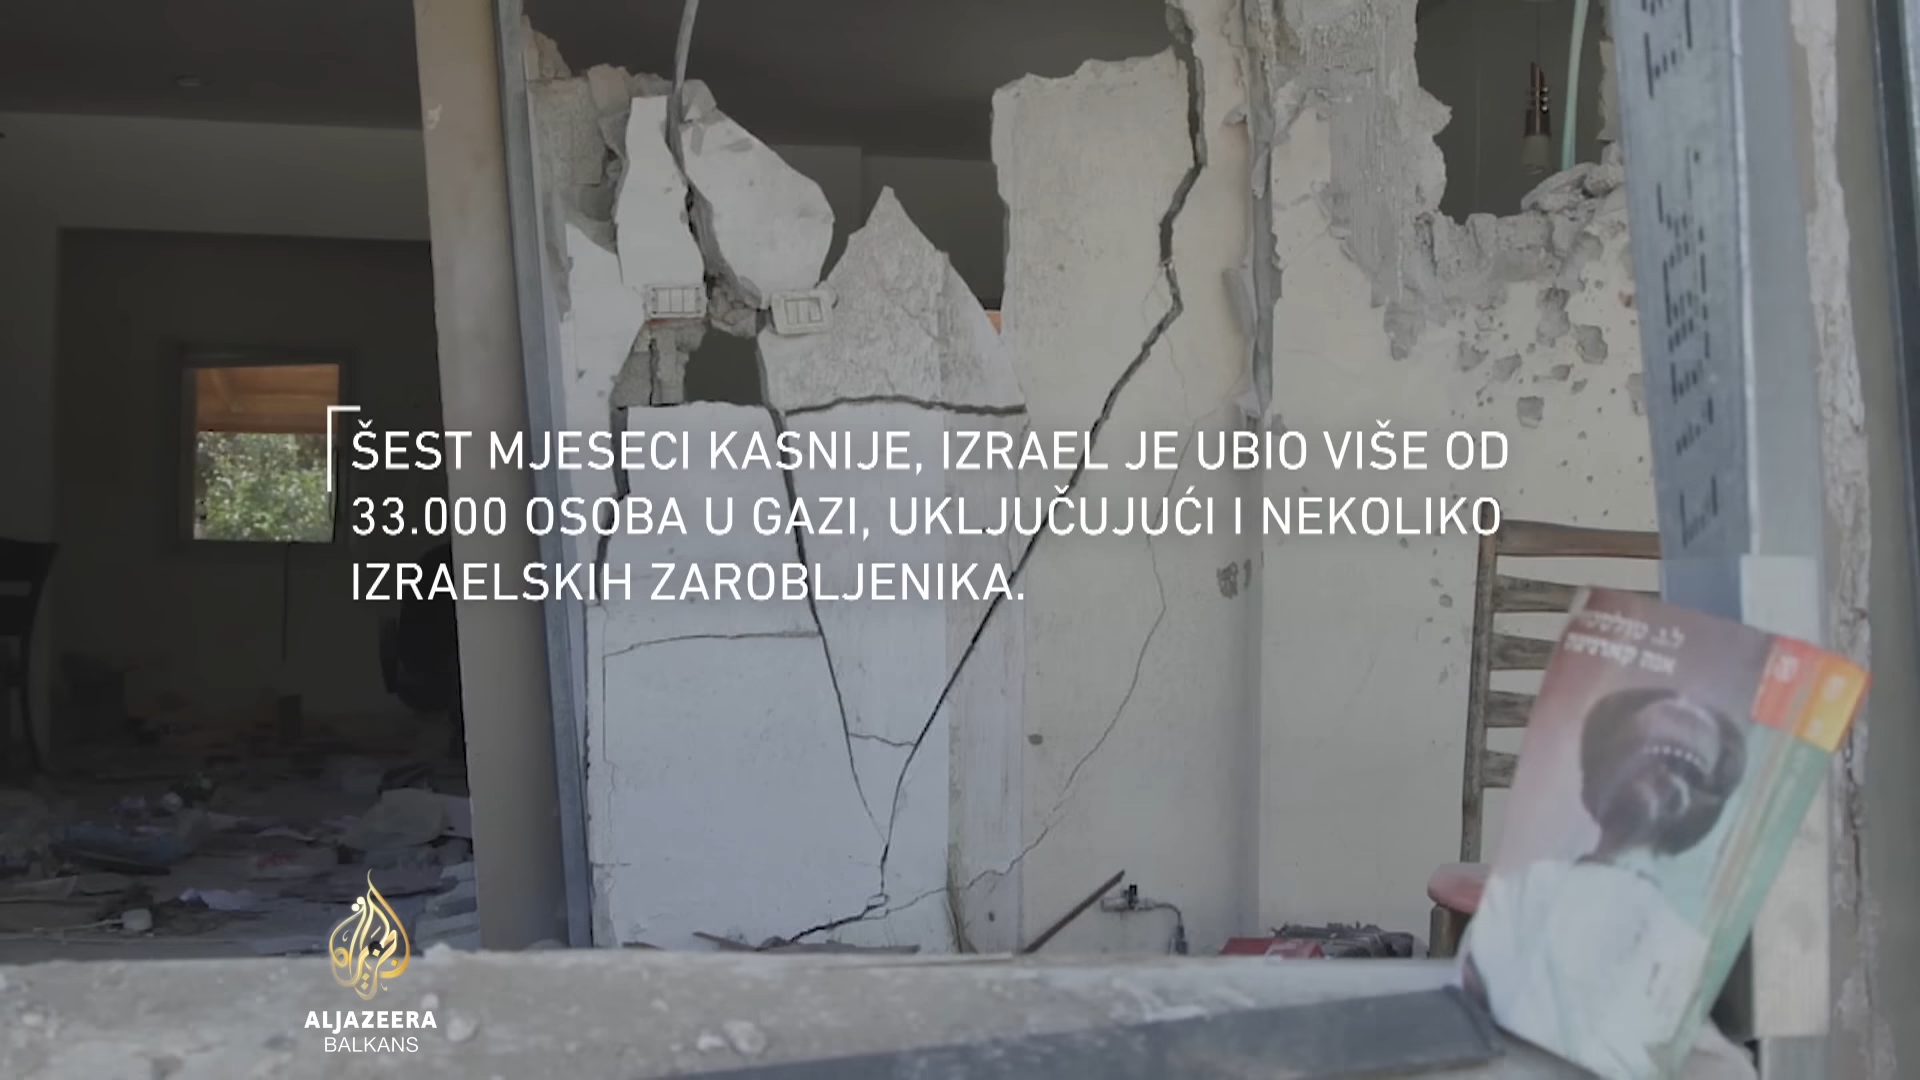 ŠEST MJESECI KASNIJE, IZRAEL JE UBIO VIŠE OD
33.000 OSOBA U GAZI, UKLJUČUJUĆI I NEKOLIKO
IZRAELSKIH ZAROBLJENIKA.
ALJAZEERA
BALKANS